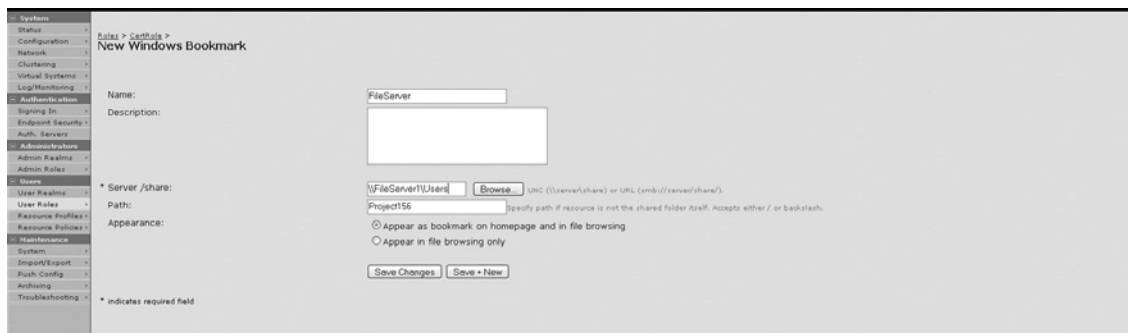 System
Status
Configuration
Network
Clustering
Virtual Systems
Log/Monitoring
Authentication
Signing In
Endpoint Security
Auth. Servers
Administrators
Admin Realms
Admin Roles
Users
User Realms
User Roles
Resource Profiles
Resource Policies
Maintenance
System
Import/Export
Push Config
Archiving
Troubleshooting
Roles > CertRole >
New Windows Bookmark
Name: FileServer
Description:
* Server /share: \\FileServer1\Users Browse... UNC (\\server\share) or URL (smb://server/share/).
Path: Project156 Specify path if resource is not the shared folder itself. Accepts either / or backslash.
Appearance: Appear as bookmark on homepage and in file browsing
Appear in file browsing only
Save Changes Save + New
* indicates required field